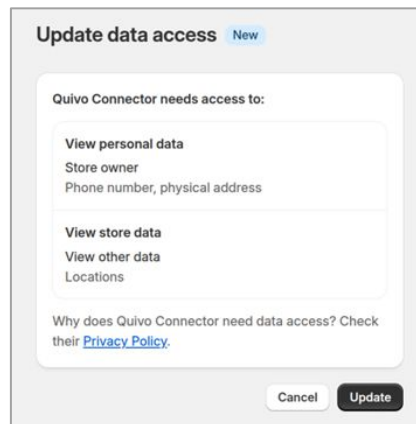 Update data access New
Quivo Connector needs access to:
View personal data
Store owner
Phone number, physical address
View store data
View other data
Locations
Why does Quivo Connector need data access? Check
their Privacy Policy.
Cancel Update